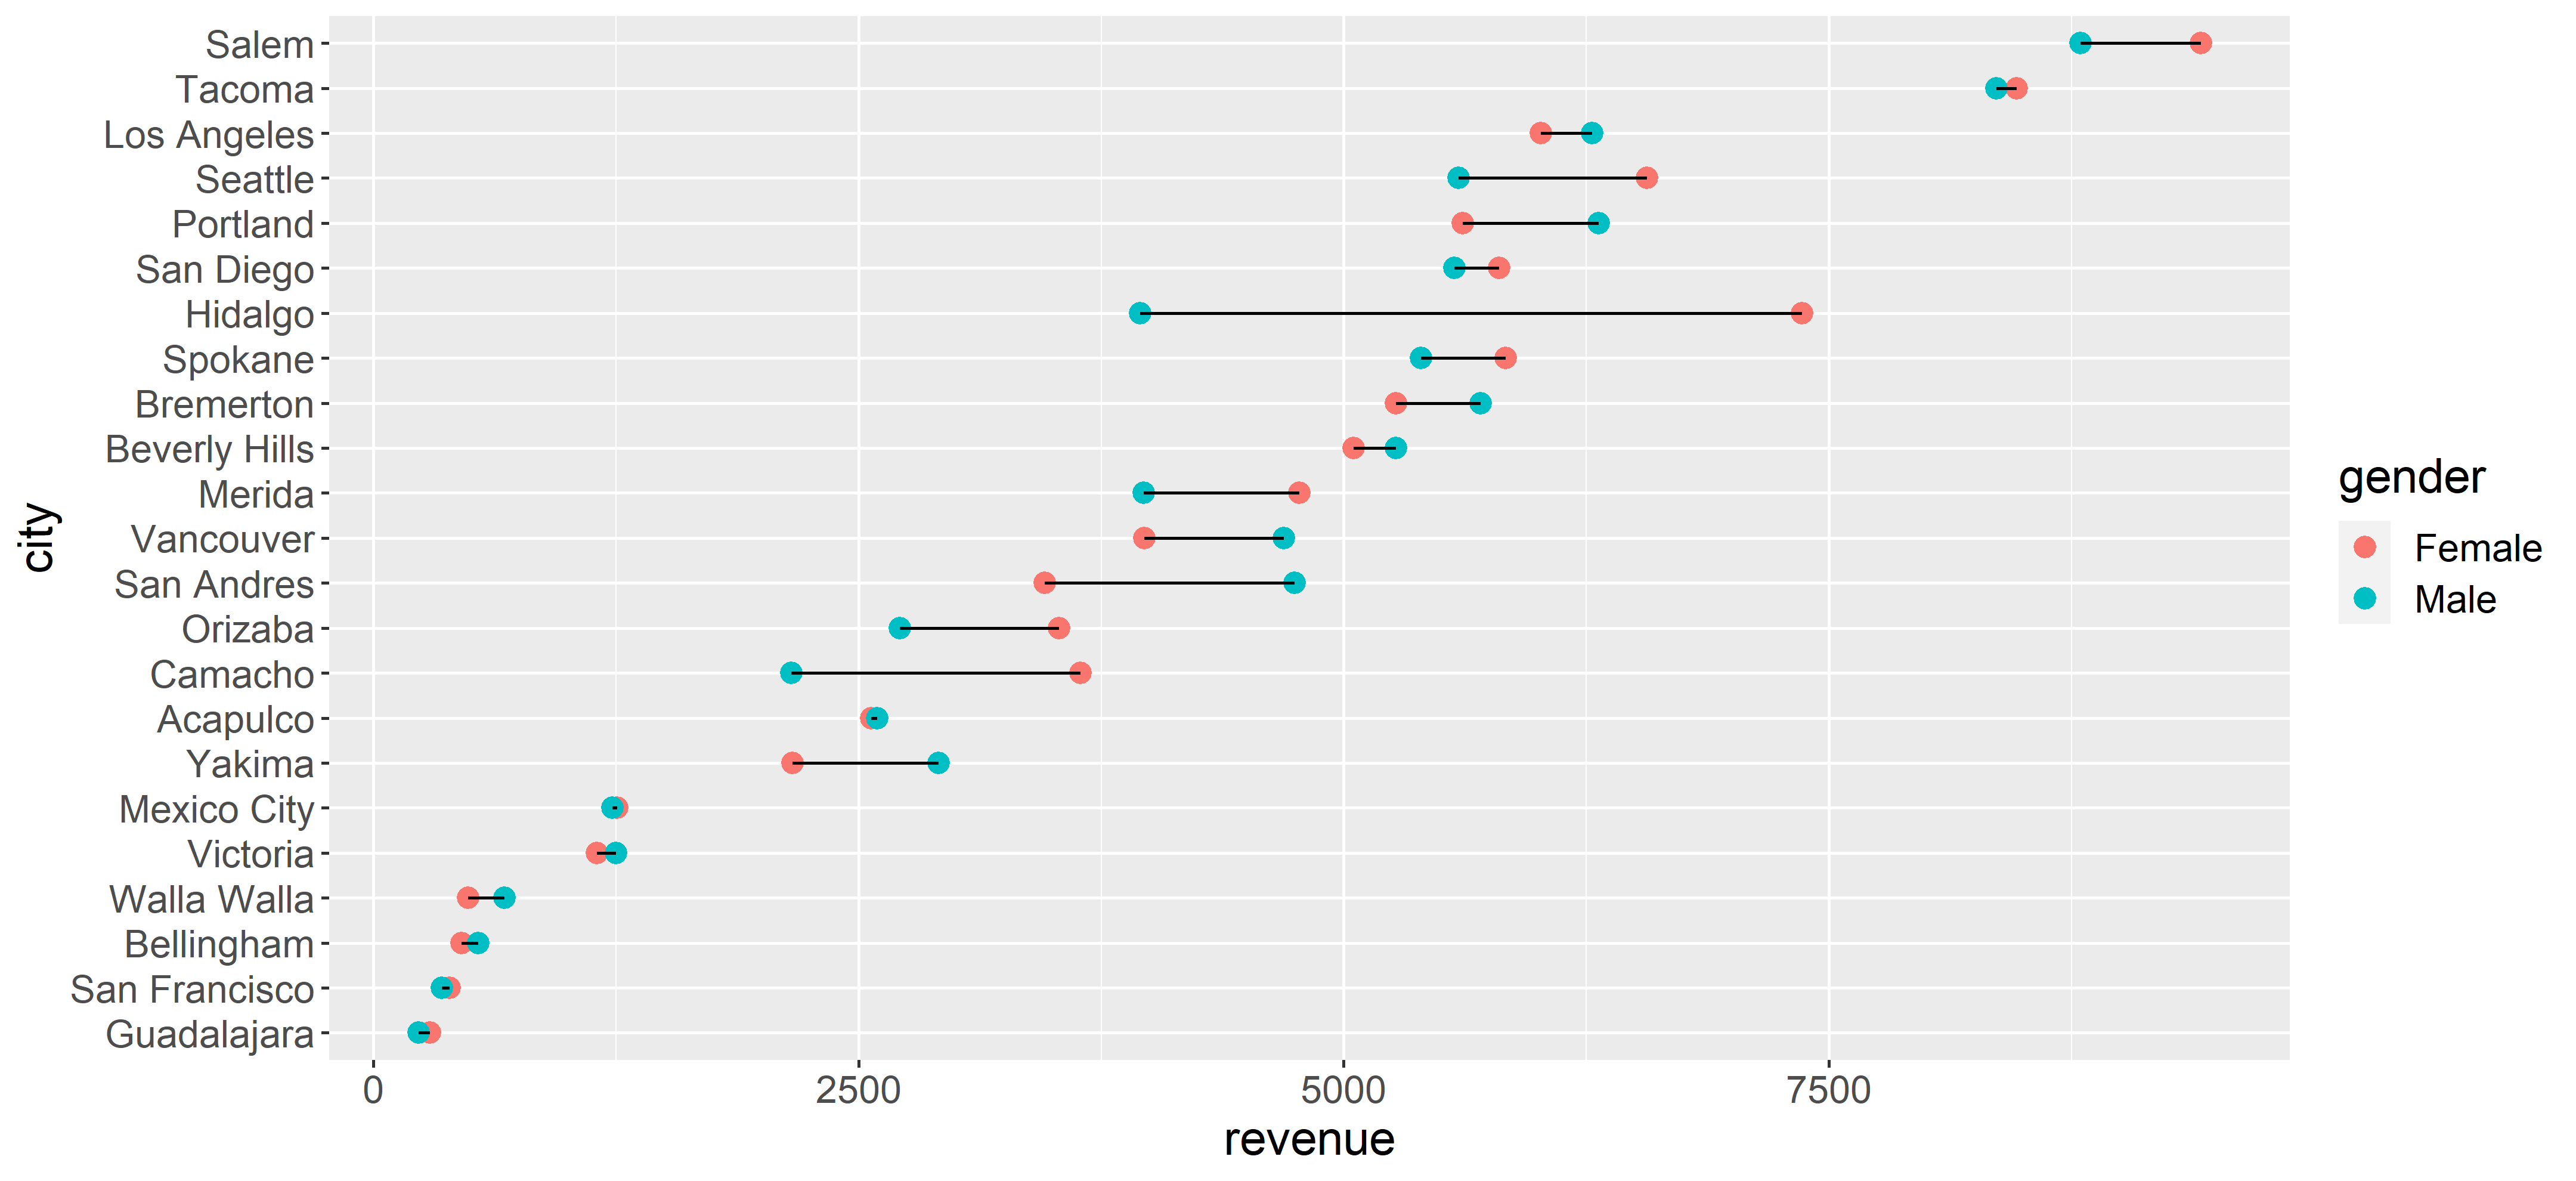 Salem
Tacoma
Los Angeles
Seattle
Portland
San Diego
Hidalgo
Spokane
Bremerton
Beverly Hills
Merida
Vancouver
San Andres
Orizaba
Camacho
Acapulco
Yakima
Mexico City
Victoria
Walla Walla
Bellingham
San Francisco
Guadalajara
city
0 2500 5000 7500
revenue
gender
Female
Male